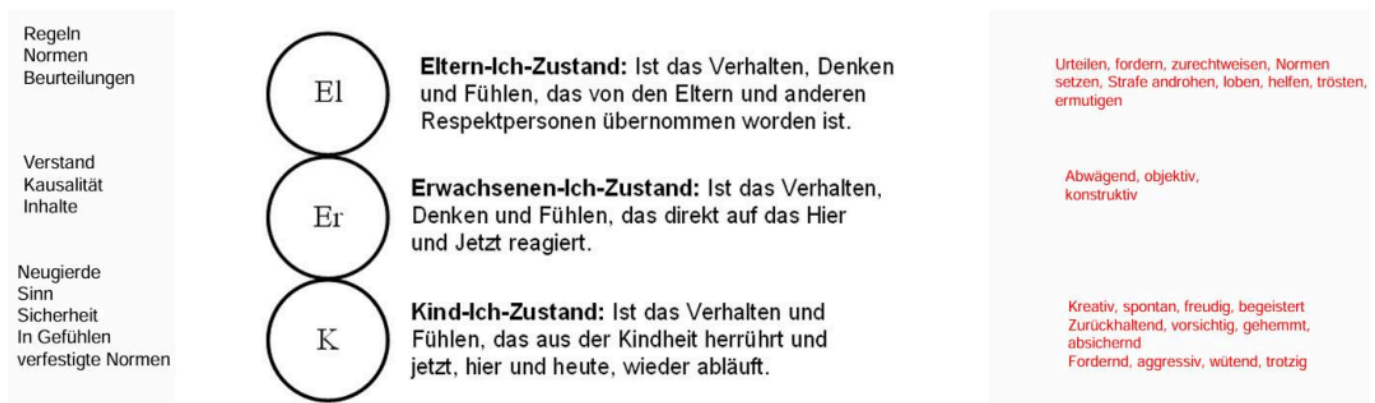 Regeln
Normen
Beurteilungen
El
Eltern-Ich-Zustand: Ist das Verhalten, Denken
und Fühlen, das von den Eltern und anderen
Respektpersonen übernommen worden ist.
Urteilen, fordern, zurechtweisen, Normen
setzen, Strafe androhen, loben, helfen, trösten,
ermutigen
Verstand
Kausalität
Inhalte
Er
Erwachsenen-Ich-Zustand: Ist das Verhalten,
Denken und Fühlen, das direkt auf das Hier
und Jetzt reagiert.
Abwägend, objektiv,
konstruktiv
Neugierde
Sinn
Sicherheit
In Gefühlen
verfestigte Normen
K
Kind-Ich-Zustand: Ist das Verhalten und
Fühlen, das aus der Kindheit herrührt und
jetzt, hier und heute, wieder abläuft.
Kreativ, spontan, freudig, begeistert
Zurückhaltend, vorsichtig, gehemmt,
absichernd
Fordernd, aggressiv, wütend, trotzig